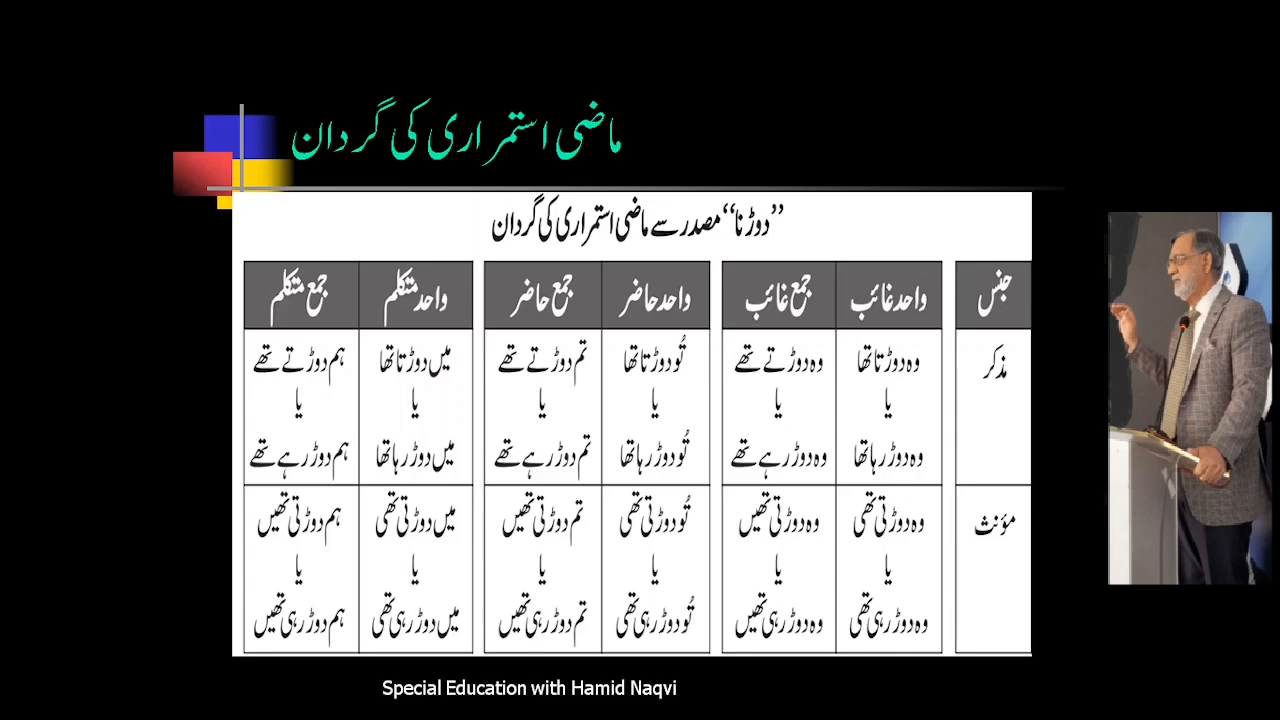 ماضی استمراری کی گردان
”دوڑنا“ مصدر سے ماضی استمراری کی گردان
جنس واحد غائب جمع غائب واحد حاضر جمع حاضر واحد متکلم جمع متکلم
مذکر وہ دوڑتا تھا وہ دوڑتے تھے تُو دوڑتا تھا تم دوڑتے تھے میں دوڑتا تھا ہم دوڑتے تھے
یا یا یا یا یا یا
وہ دوڑ رہا تھا وہ دوڑ رہے تھے تُو دوڑ رہا تھا تم دوڑ رہے تھے میں دوڑ رہا تھا ہم دوڑ رہے تھے
مؤنث وہ دوڑتی تھی وہ دوڑتی تھیں تُو دوڑتی تھی تم دوڑتی تھیں میں دوڑتی تھی ہم دوڑتی تھیں
یا یا یا یا یا یا
وہ دوڑ رہی تھی وہ دوڑ رہی تھیں تُو دوڑ رہی تھی تم دوڑ رہی تھیں میں دوڑ رہی تھی ہم دوڑ رہی تھیں
Special Education with Hamid Naqvi